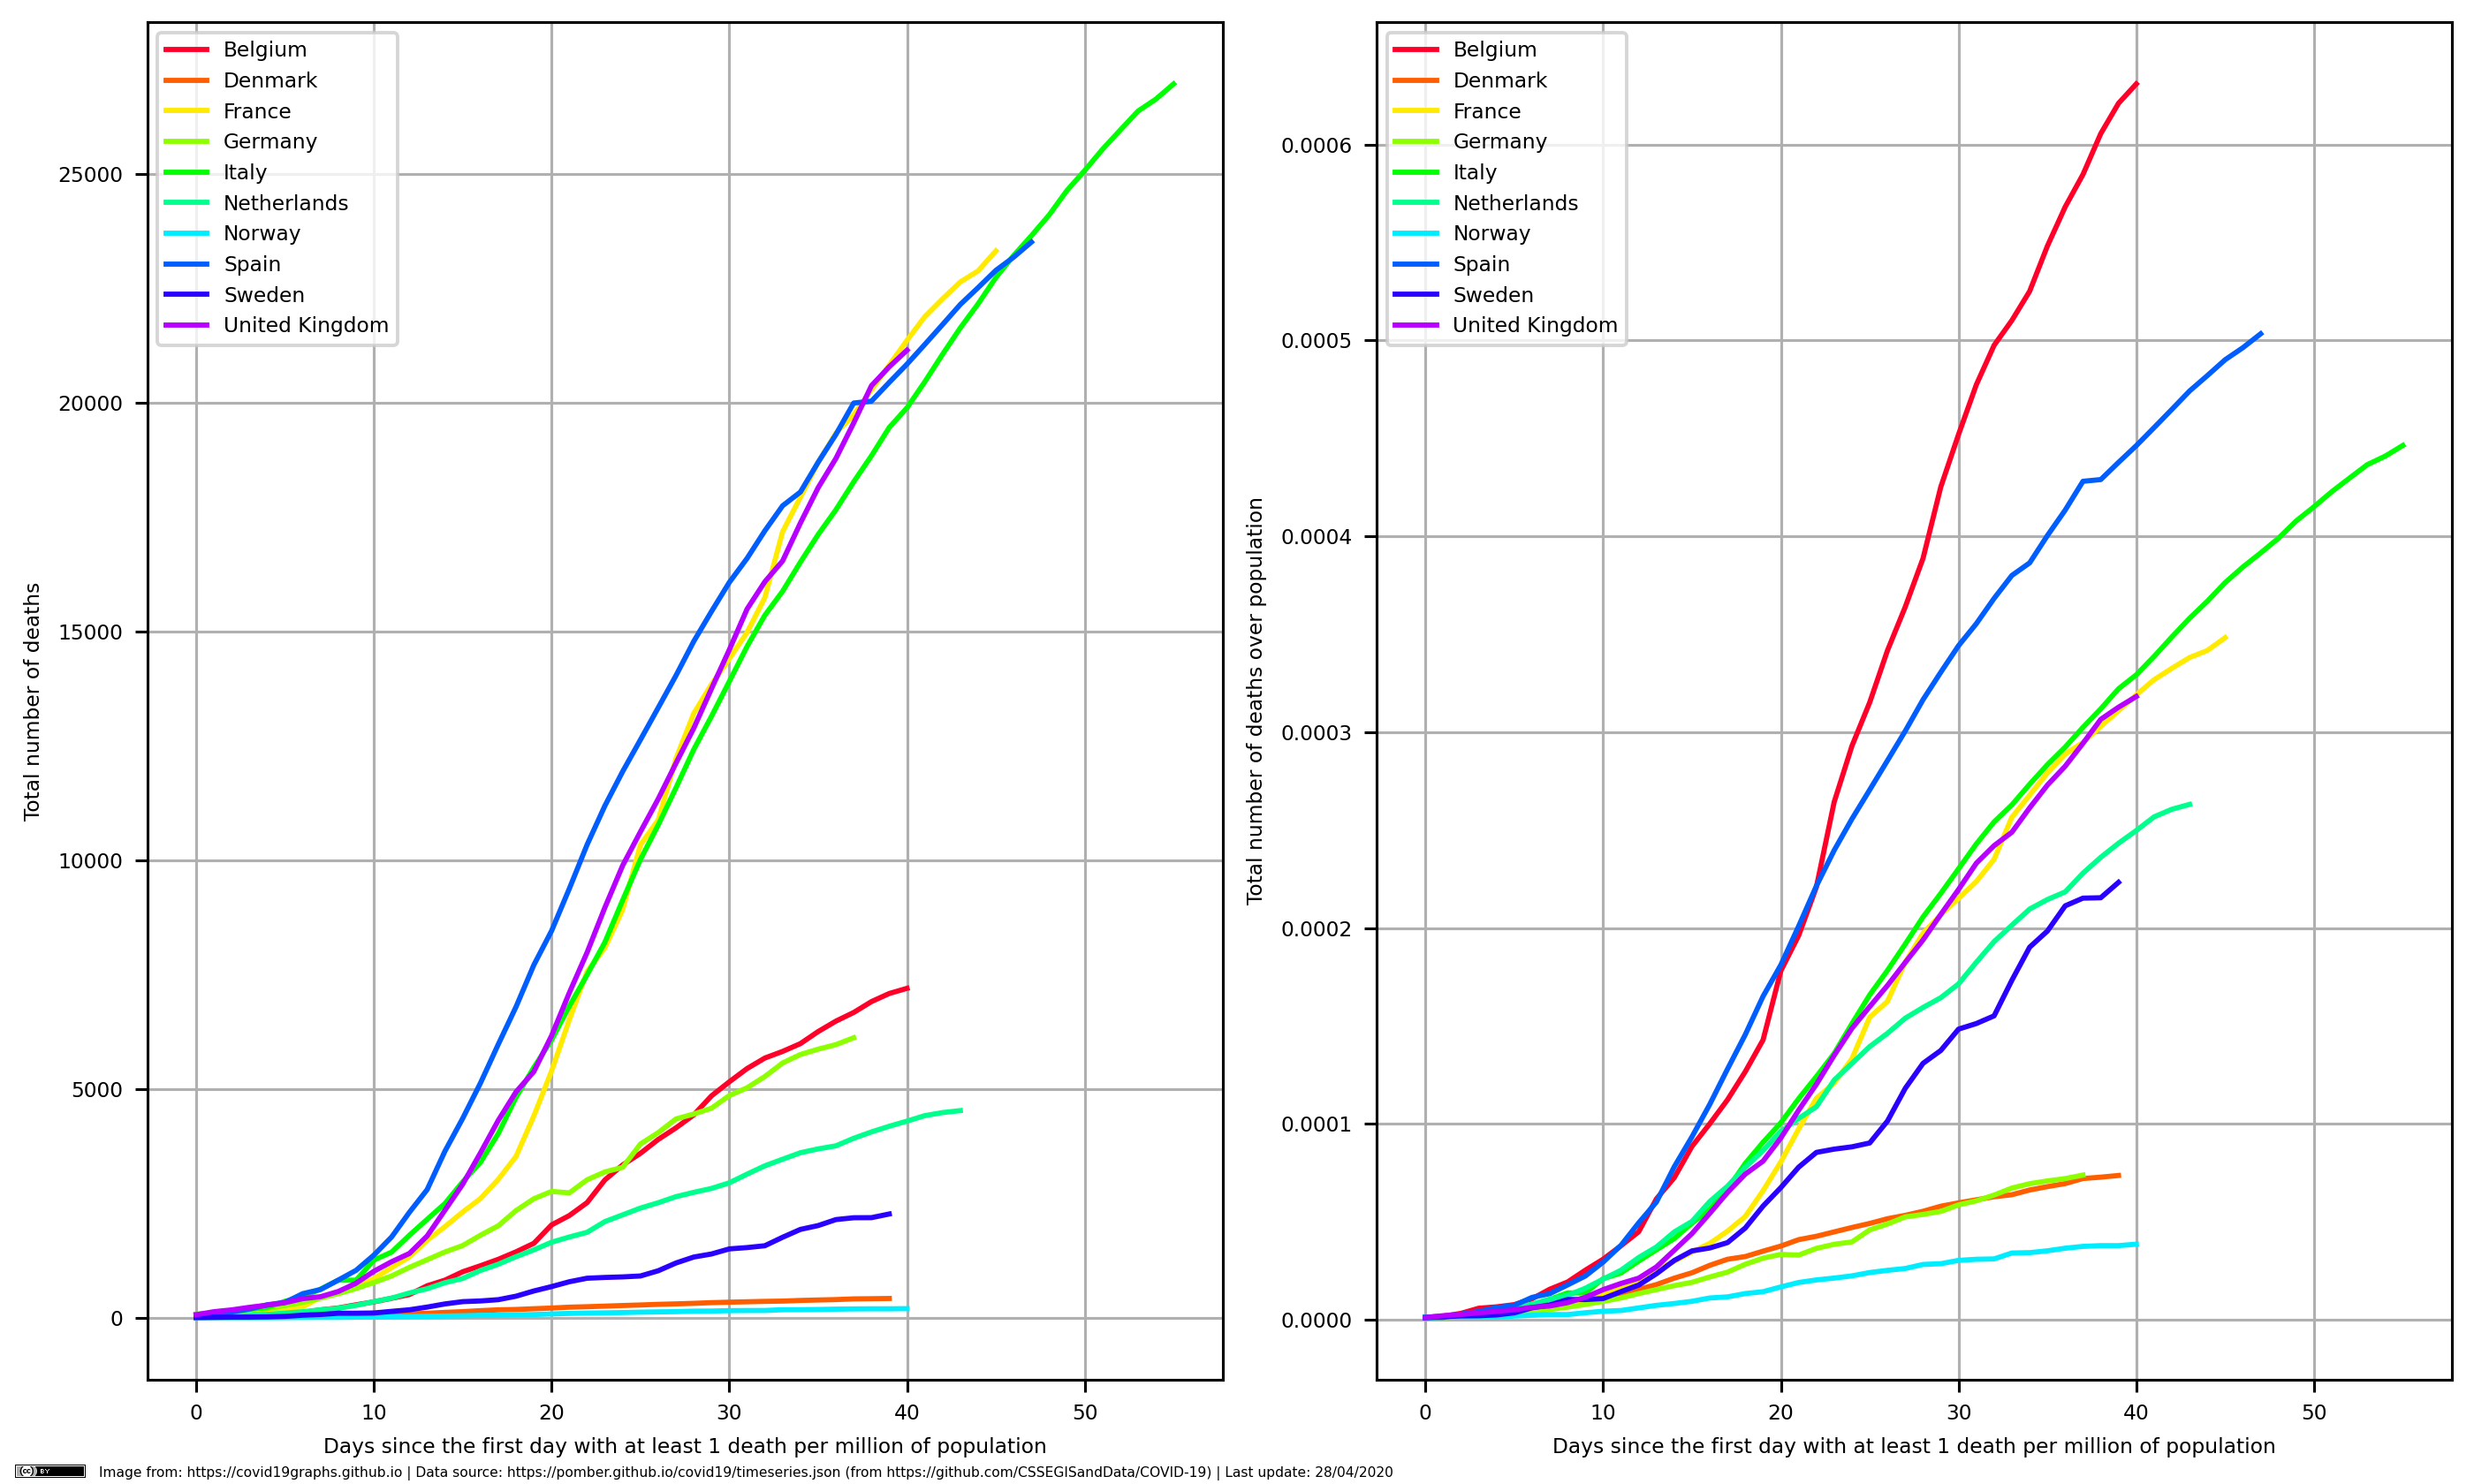 Belgium
Denmark
France
Germany
Italy
Netherlands
Norway
Spain
Sweden
United Kingdom
25000
20000
15000
10000
5000
0
Total number of deaths
0 10 20 30 40 50
Days since the first day with at least 1 death per million of population
Belgium
Denmark
France
Germany
Italy
Netherlands
Norway
Spain
Sweden
United Kingdom
0.0006
0.0005
0.0004
0.0003
0.0002
0.0001
0.0000
Total number of deaths over population
0 10 20 30 40 50
Days since the first day with at least 1 death per million of population
(cc) BY Image from: https://covid19graphs.github.io | Data source: https://pomber.github.io/covid19/timeseries.json (from https://github.com/CSSEGISandData/COVID-19) | Last update: 28/04/2020